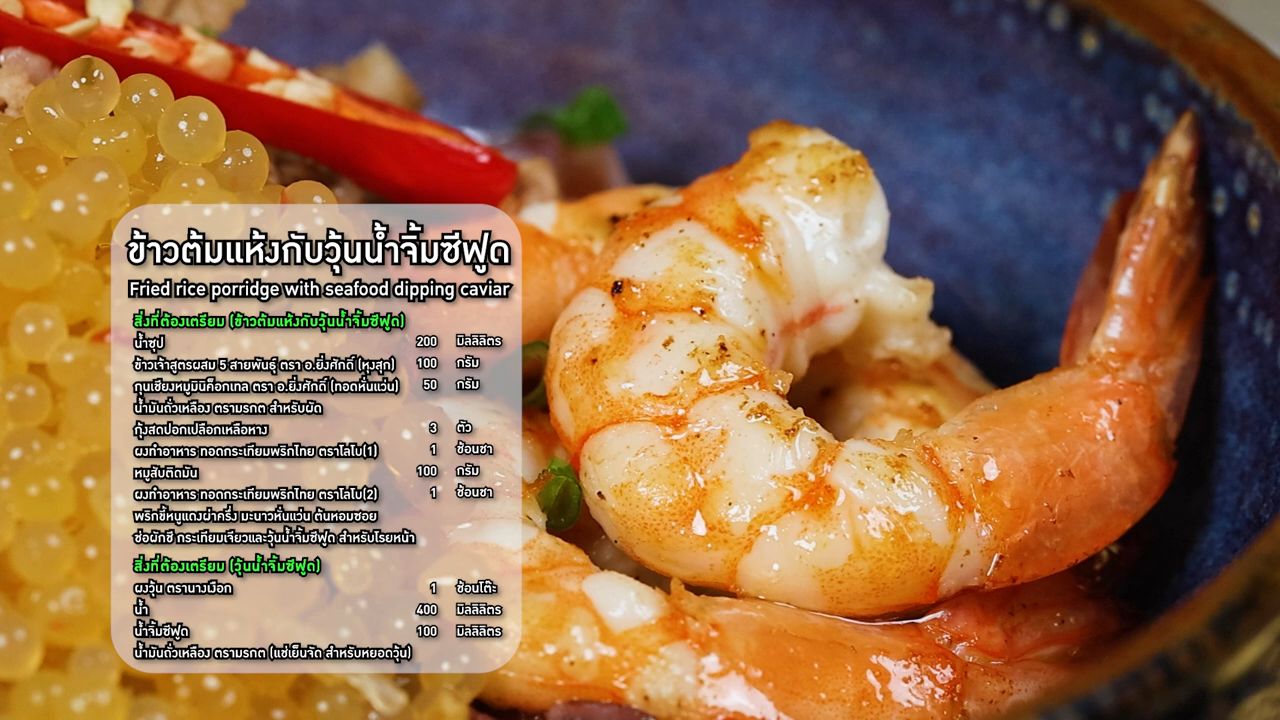 ข้าวต้มแห้งกับวุ้นน้ำจิ้มซีฟูด
Fried rice porridge with seafood dipping caviar
สิ่งที่ต้องเตรียม (ข้าวต้มแห้งกับวุ้นน้ำจิ้มซีฟูด)
น้ำซุป 200 มิลลิลิตร
ข้าวเจ้าสูตรผสม 5 สายพันธุ์ ตรา อ.ยิ่งศักดิ์ (หุงสุก) 100 กรัม
กุนเชียงหมูมินิค็อกเทล ตรา อ.ยิ่งศักดิ์ (ทอดหั่นแว่น) 50 กรัม
น้ำมันถั่วเหลือง ตรามรกต สำหรับผัด
กุ้งสดปอกเปลือกเหลือหาง 3 ตัว
ผงทำอาหาร ทอดกระเทียมพริกไทย ตราโลโบ(1) 1 ช้อนชา
หมูสับติดมัน 100 กรัม
ผงทำอาหาร ทอดกระเทียมพริกไทย ตราโลโบ(2) 1 ช้อนชา
พริกขี้หนูแดงผ่าครึ่ง มะนาวหั่นแว่น ต้นหอมซอย
ช่อผักชี กระเทียมเจียวและวุ้นน้ำจิ้มซีฟูด สำหรับโรยหน้า
สิ่งที่ต้องเตรียม (วุ้นน้ำจิ้มซีฟูด)
ผงวุ้น ตรานางเงือก 1 ช้อนโต๊ะ
น้ำ 400 มิลลิลิตร
น้ำจิ้มซีฟูด 100 มิลลิลิตร
น้ำมันถั่วเหลือง ตรามรกต (แช่เย็นจัด สำหรับหยอดวุ้น)